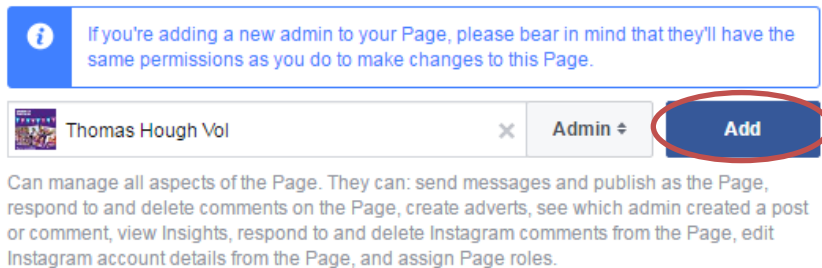 If you're adding a new admin to your Page, please bear in mind that they'll have the
same permissions as you do to make changes to this Page.
Thomas Hough Vol
Admin
Add
Can manage all aspects of the Page. They can: send messages and publish as the Page,
respond to and delete comments on the Page, create adverts, see which admin created a post
or comment, view Insights, respond to and delete Instagram comments from the Page, edit
Instagram account details from the Page, and assign Page roles.